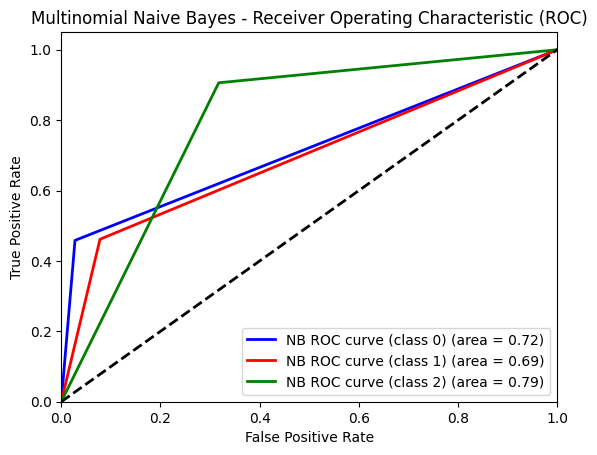 Multinomial Naive Bayes - Receiver Operating Characteristic (ROC)
1.0
0.8
0.6
0.4
0.2
0.0
True Positive Rate
NB ROC curve (class 0) (area = 0.72)
NB ROC curve (class 1) (area = 0.69)
NB ROC curve (class 2) (area = 0.79)
0.0 0.2 0.4 0.6 0.8 1.0
False Positive Rate